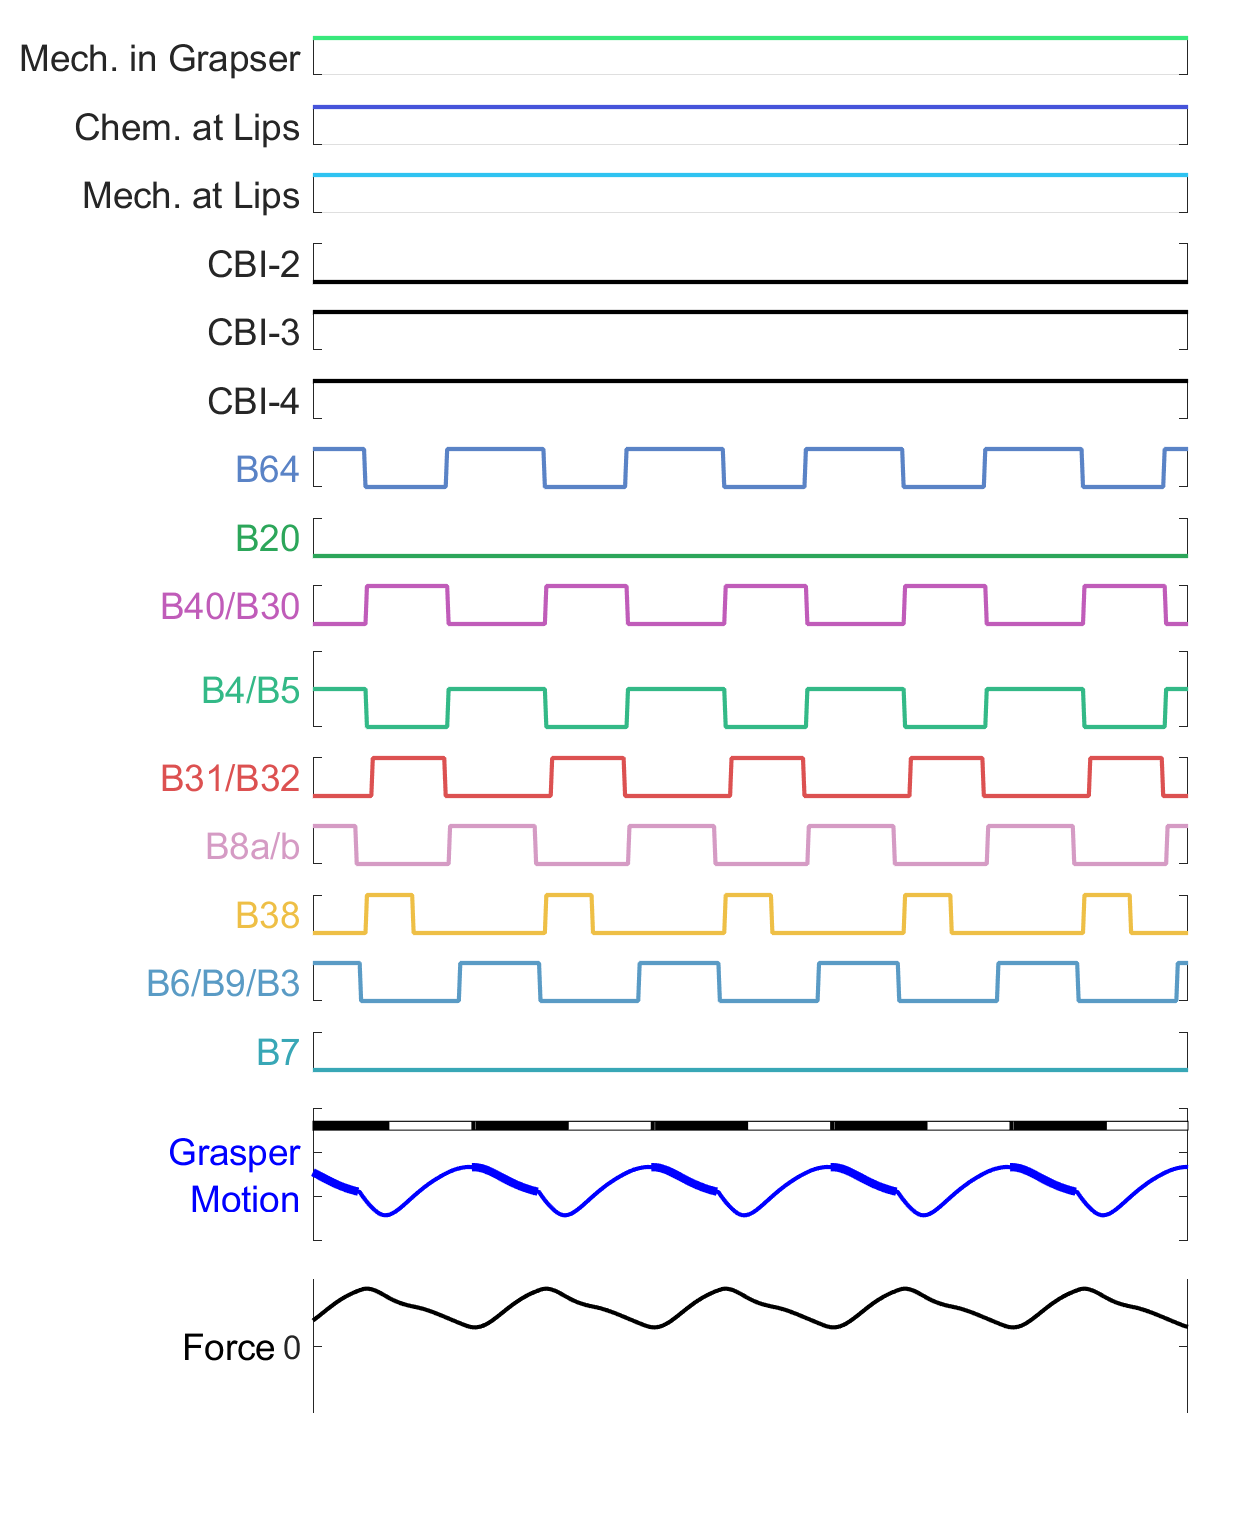 Mech. in Grapser
Chem. at Lips
Mech. at Lips
CBI-2
CBI-3
CBI-4
B64
B20
B40/B30
B4/B5
B31/B32
B8a/b
B38
B6/B9/B3
B7
Grasper
Motion
Force 0